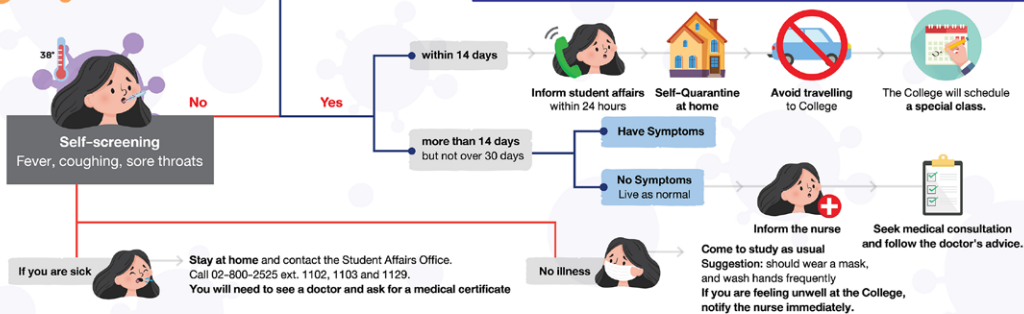 38°
Self-screening
Fever, coughing, sore throats
No
Yes
within 14 days
Inform student affairs
within 24 hours
Self-Quarantine
at home
Avoid travelling
to College
The College will schedule
a special class.
more than 14 days
but not over 30 days
Have Symptoms
No Symptoms
Live as normal
Inform the nurse
Seek medical consultation
and follow the doctor's advice.
If you are sick
Stay at home and contact the Student Affairs Office.
Call 02-800-2525 ext. 1102, 1103 and 1129.
You will need to see a doctor and ask for a medical certificate
No illness
Come to study as usual
Suggestion: should wear a mask,
and wash hands frequently
If you are feeling unwell at the College,
notify the nurse immediately.